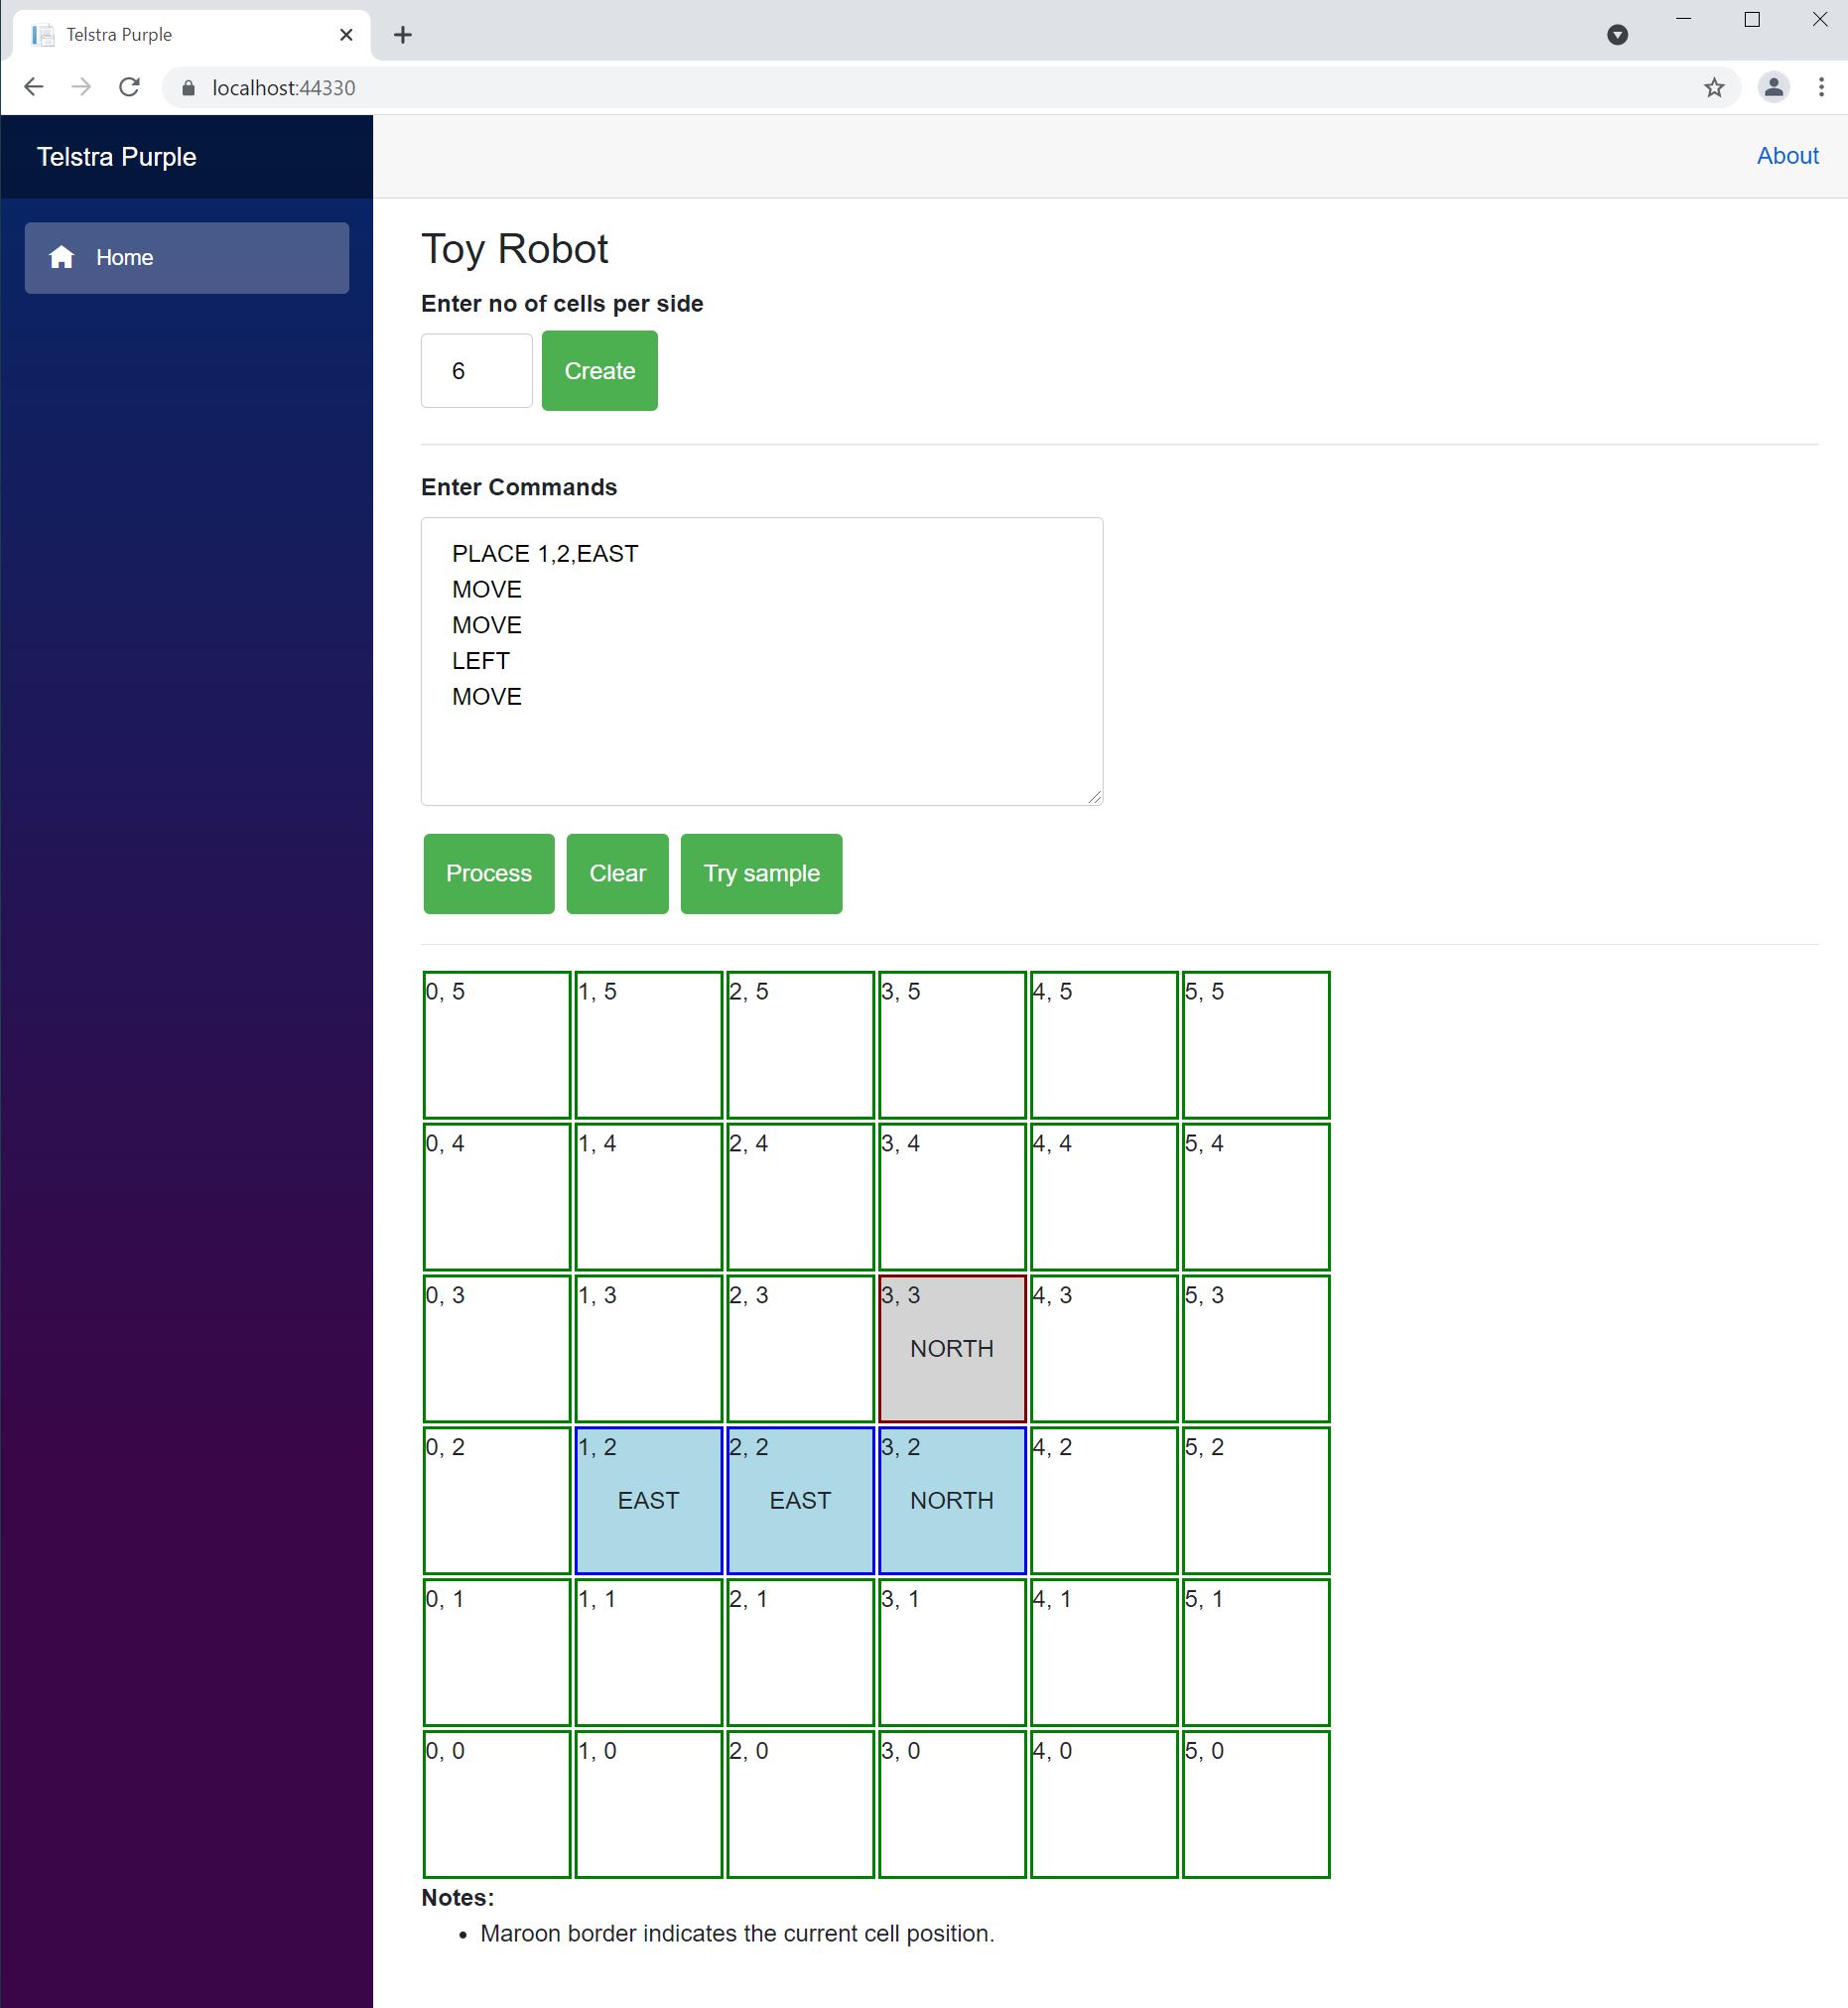 Telstra Purple
localhost:44330
Telstra Purple
About
Home
Toy Robot
Enter no of cells per side
6 Create
Enter Commands
PLACE 1,2,EAST
MOVE
MOVE
LEFT
MOVE
Process Clear Try sample
0, 5 1, 5 2, 5 3, 5 4, 5 5, 5
0, 4 1, 4 2, 4 3, 4 4, 4 5, 4
0, 3 1, 3 2, 3 3, 3 4, 3 5, 3
NORTH
0, 2 1, 2 2, 2 3, 2 4, 2 5, 2
EAST EAST NORTH
0, 1 1, 1 2, 1 3, 1 4, 1 5, 1
0, 0 1, 0 2, 0 3, 0 4, 0 5, 0
Notes:
• Maroon border indicates the current cell position.